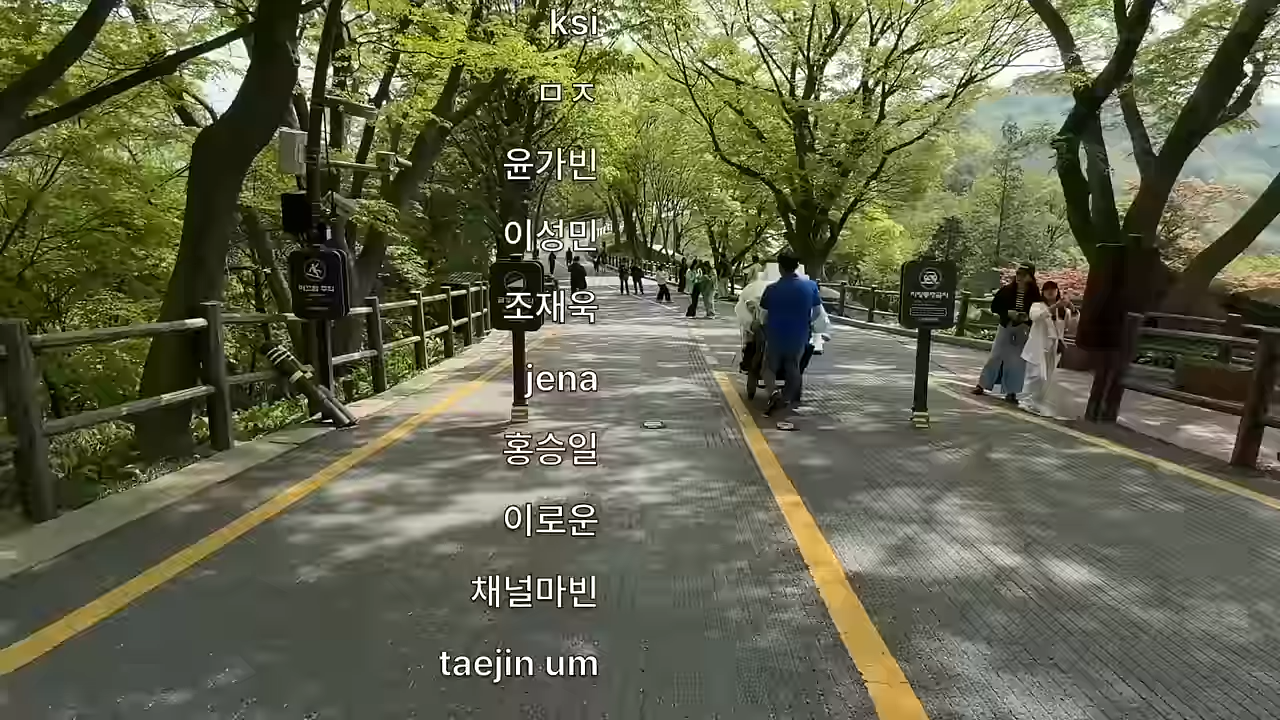 ksi
ㅁㅈ
윤가빈
이성민
조재욱
jena
홍승일
이로운
채널마빈
taejin um